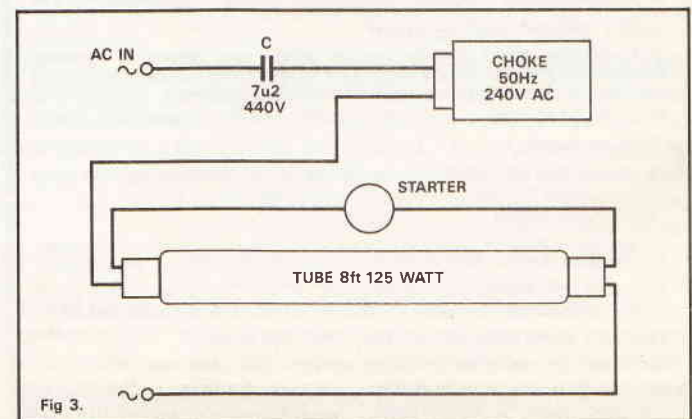 AC IN
C
7u2
440V
CHOKE
50Hz
240V AC
STARTER
TUBE 8ft 125 WATT
Fig 3.